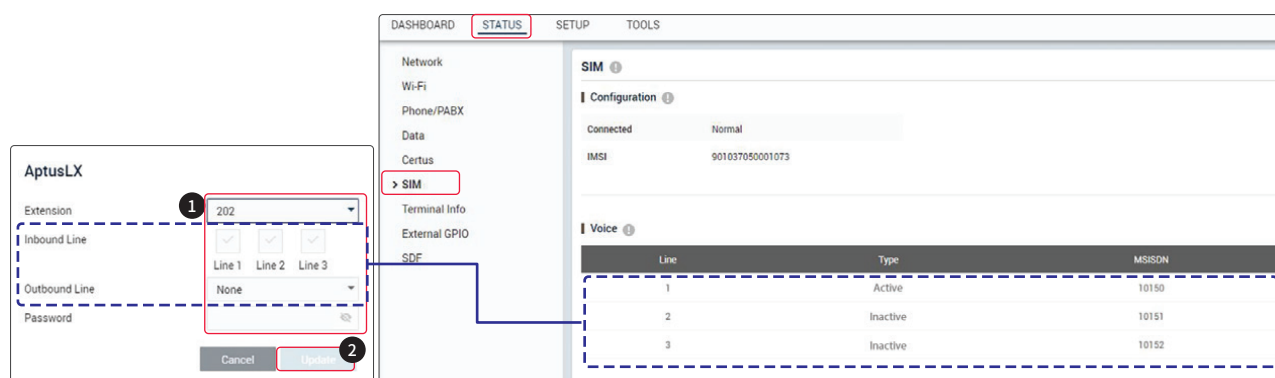 DASHBOARD STATUS SETUP TOOLS
Network
Wi-Fi
Phone/PABX
Data
Certus
> SIM
Terminal Info
External GPIO
SDF
SIM
Configuration
Connected Normal
IMSI 901037050001073
Voice
Line Type MSISDN
1 Active 10150
2 Inactive 10151
3 Inactive 10152
AptusLX
1
Extension 202
Inbound Line
Line 1 Line 2 Line 3
Outbound Line None
Password
Cancel Update
2